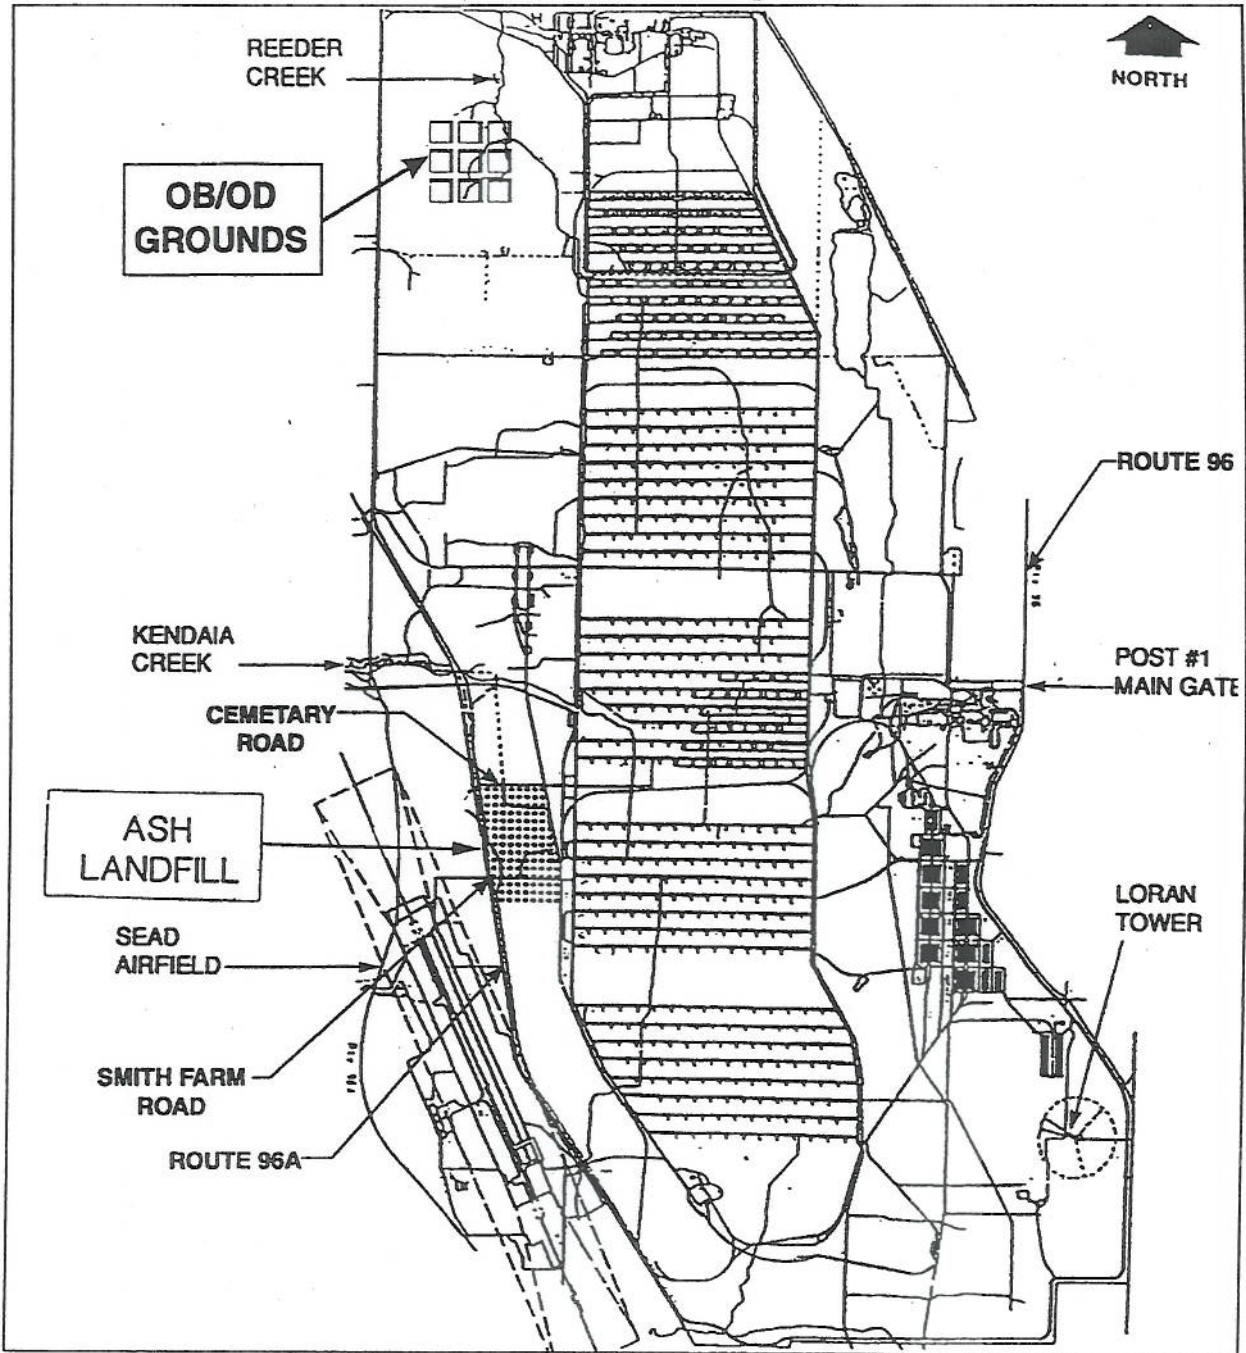 REEDER
CREEK
NORTH
OB/OD
GROUNDS
ROUTE 96
KENDAIA
CREEK
POST #1
MAIN GATE
CEMETARY
ROAD
ASH
LANDFILL
LORAN
TOWER
SEAD
AIRFIELD
SMITH FARM
ROAD
ROUTE 96A